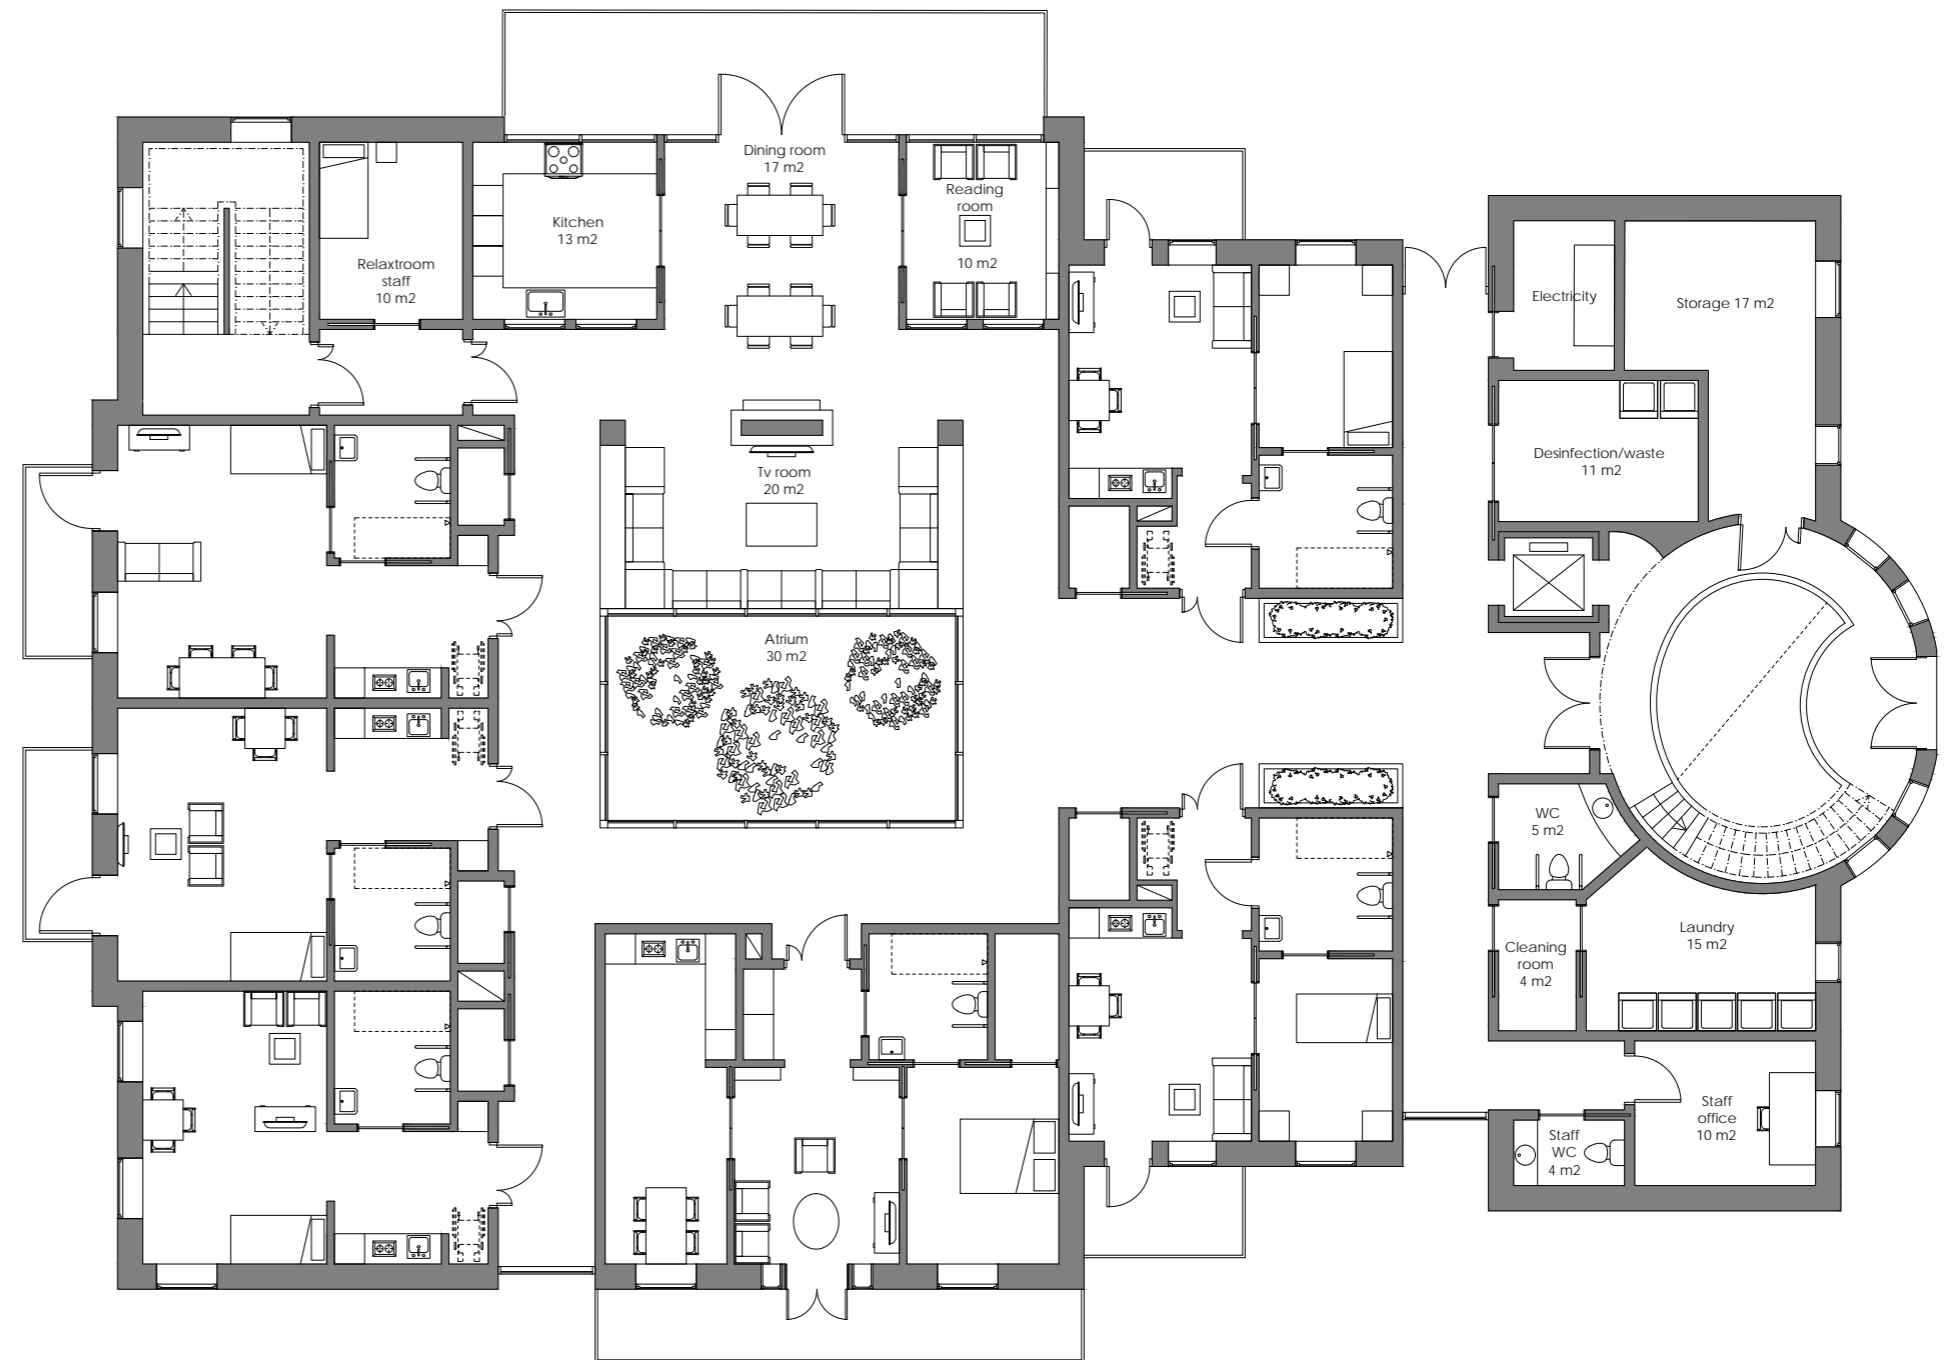 Dining room
17 m2
Reading
room
10 m2
Kitchen
13 m2
Relaxtroom
staff
10 m2
Electricity
Storage 17 m2
Desinfection/waste
11 m2
Tv room
20 m2
Atrium
30 m2
WC
5 m2
Laundry
15 m2
Cleaning
room
4 m2
Staff
office
10 m2
Staff
WC
4 m2